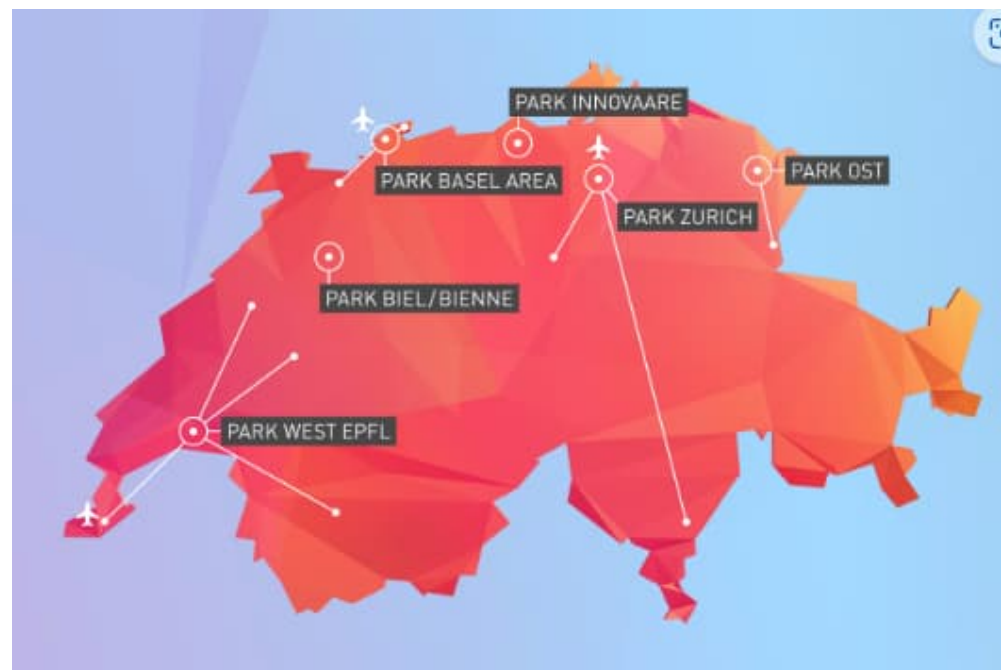 PARK INNOVAARE
PARK BASEL AREA
PARK OST
PARK ZURICH
PARK BIEL/BIENNE
PARK WEST EPFL